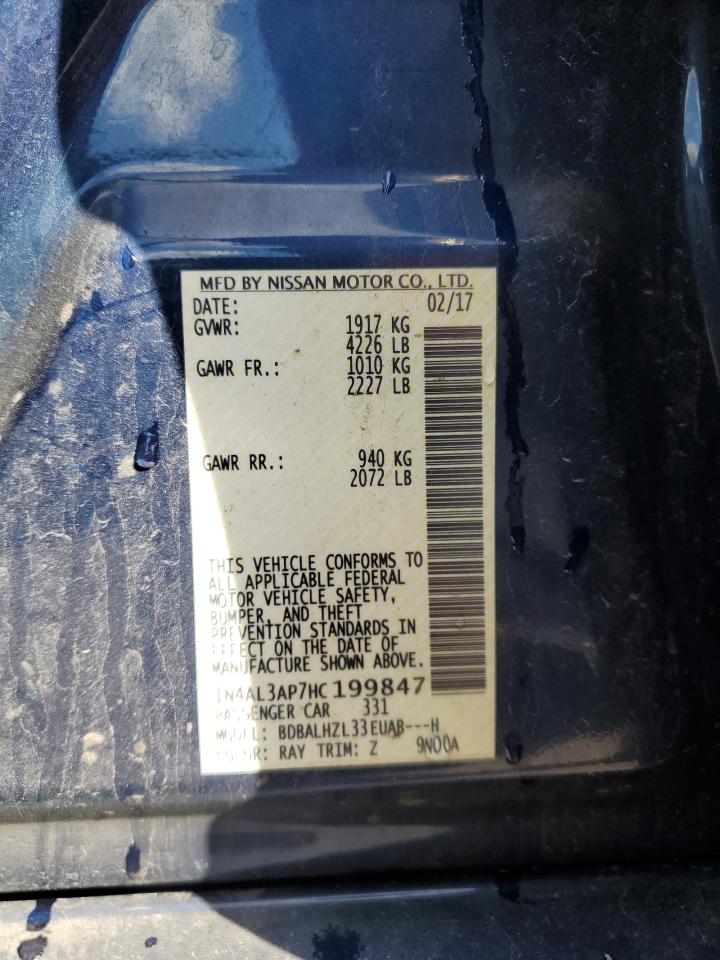 MFD BY NISSAN MOTOR CO., LTD.
DATE: 02/17
GVWR: 1917 KG
4226 LB
GAWR FR.: 1010 KG
2227 LB
GAWR RR.: 940 KG
2072 LB
THIS VEHICLE CONFORMS TO
ALL APPLICABLE FEDERAL
MOTOR VEHICLE SAFETY,
BUMPER, AND THEFT
PREVENTION STANDARDS IN
EFFECT ON THE DATE OF
MANUFACTURE SHOWN ABOVE.
1N4AL3AP7HC199847
PASSENGER CAR 331
MODEL: BDBALHZL33EUAB---H
COLOR: RAY TRIM: Z 9N00A